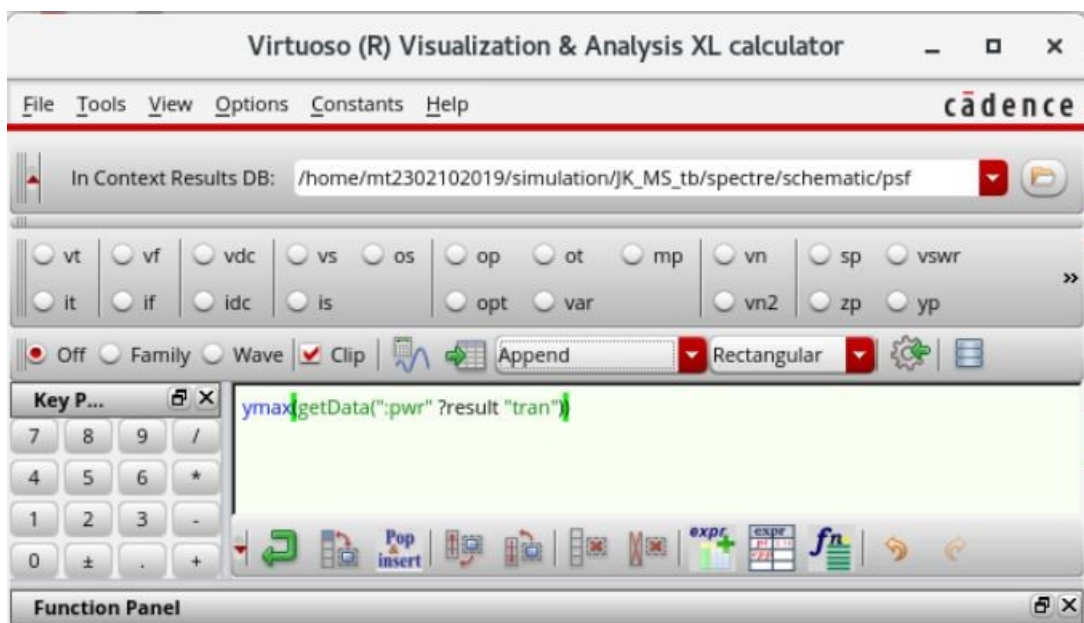 Virtuoso (R) Visualization & Analysis XL calculator
File Tools View Options Constants Help cādence
In Context Results DB: /home/mt2302102019/simulation/JK_MS_tb/spectre/schematic/psf
vt vf vdc vs os op ot mp vn sp vswr
it if idc is opt var vn2 zp yp
Off Family Wave Clip Append Rectangular
Key P...
ymax(getData(":pwr" ?result "tran"))
7 8 9 /
4 5 6 *
1 2 3 -
0 ± . +
Pop & insert expr expr fn
Function Panel